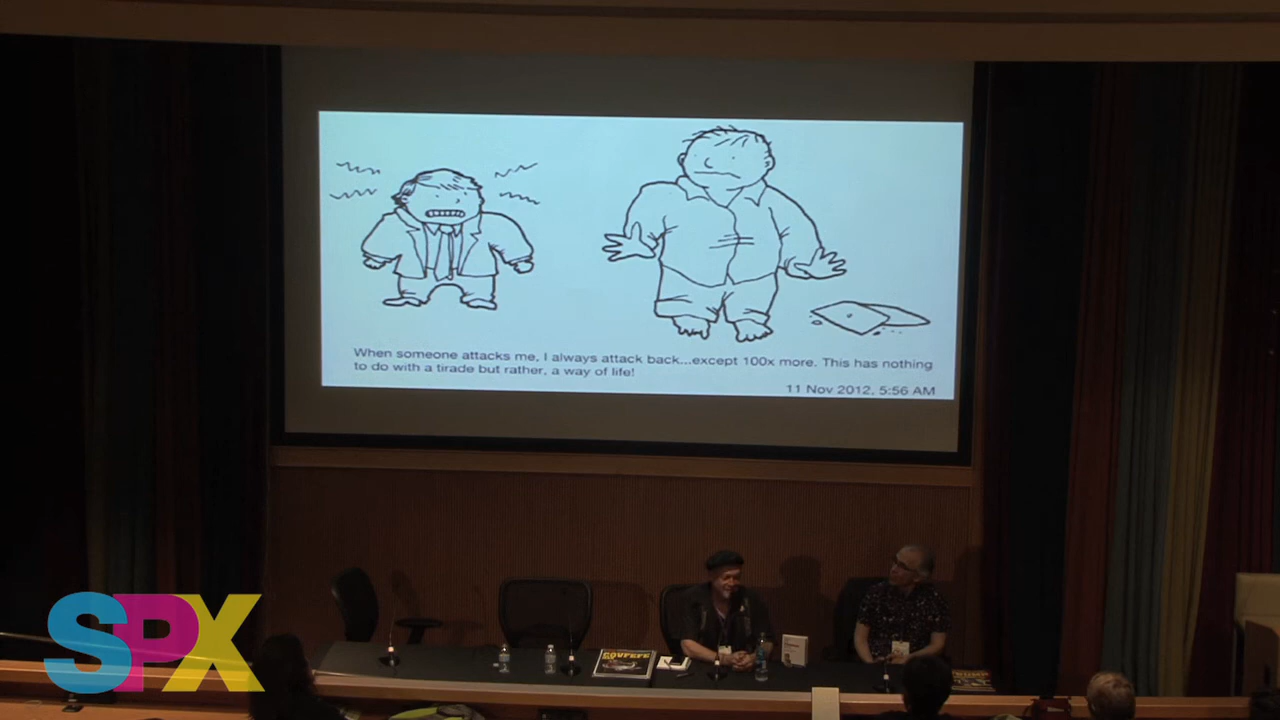 When someone attacks me, I always attack back...except 100x more. This has nothing
to do with a tirade but rather, a way of life!
11 Nov 2012, 5:56 AM
COVFEFE
SPX